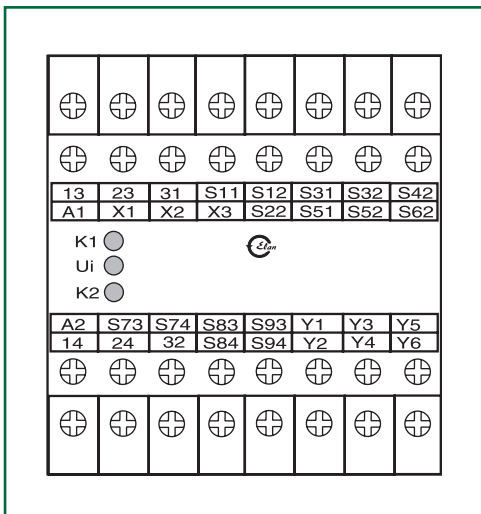 13 23 31 S11 S12 S31 S32 S42
A1 X1 X2 X3 S22 S51 S52 S62
K1
Elan
Ui
K2
A2 S73 S74 S83 S93 Y1 Y3 Y5
14 24 32 S84 S94 Y2 Y4 Y6